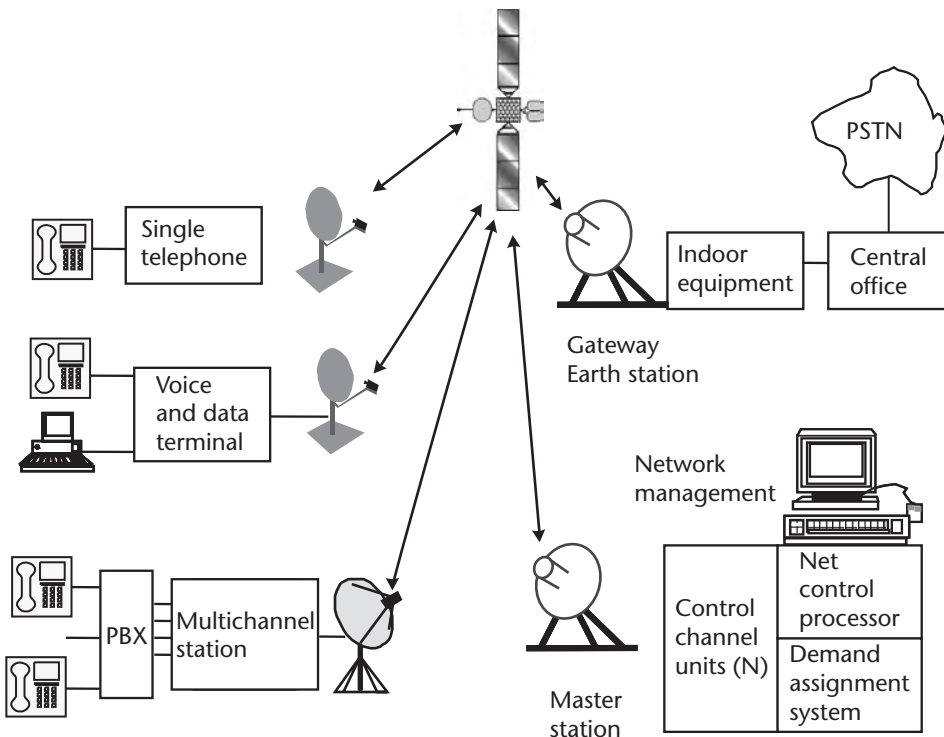 PSTN
Single
telephone
Indoor
equipment
Central
office
Gateway
Earth station
Voice
and data
terminal
Network
management
PBX
Multichannel
station
Control
channel
units (N)
Net
control
processor
Demand
assignment
system
Master
station